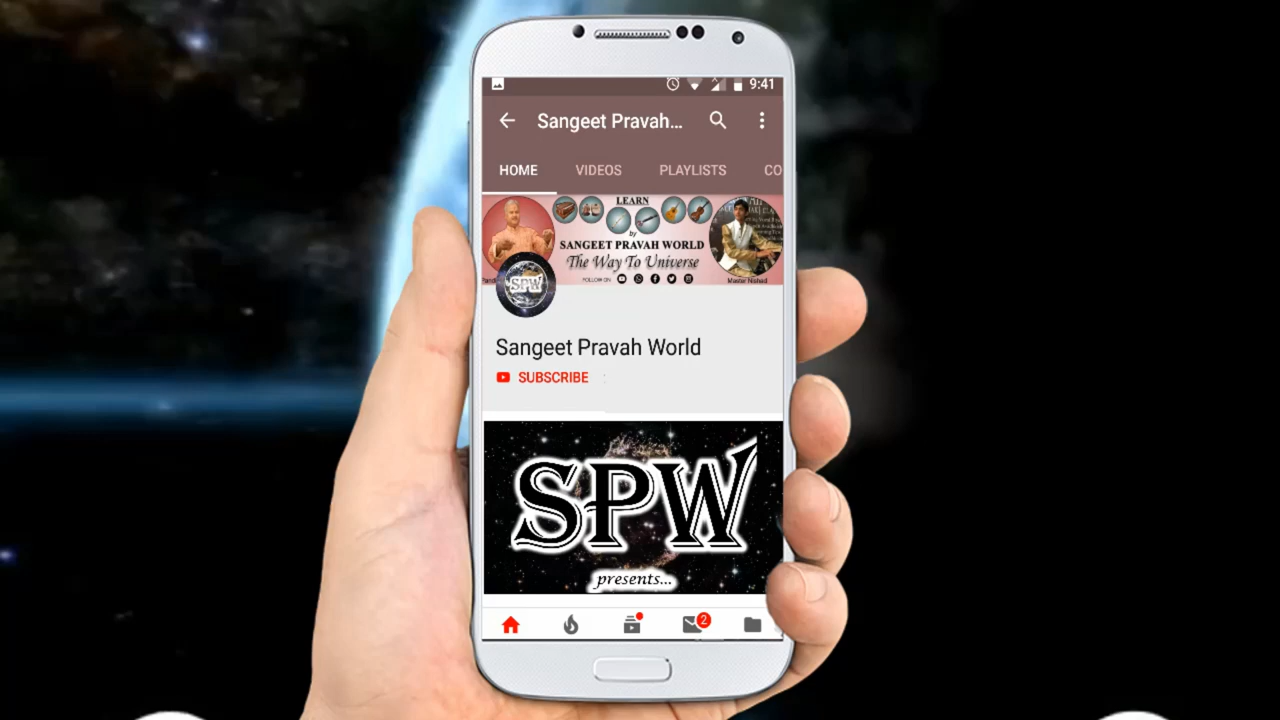 9:41
Sangeet Pravah...
HOME VIDEOS PLAYLISTS CO
LEARN
by
SANGEET PRAVAH WORLD
The Way To Universe
FOLLOW ON
Master Nishad
SPW
Sangeet Pravah World
SUBSCRIBE
SPW
presents...
2